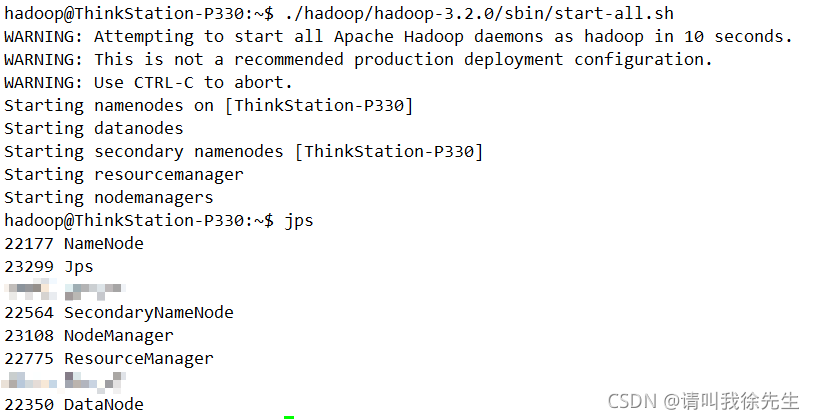 hadoop@ThinkStation-P330:~$ ./hadoop/hadoop-3.2.0/sbin/start-all.sh
WARNING: Attempting to start all Apache Hadoop daemons as hadoop in 10 seconds.
WARNING: This is not a recommended production deployment configuration.
WARNING: Use CTRL-C to abort.
Starting namenodes on [ThinkStation-P330]
Starting datanodes
Starting secondary namenodes [ThinkStation-P330]
Starting resourcemanager
Starting nodemanagers
hadoop@ThinkStation-P330:~$ jps
22177 NameNode
23299 Jps
22564 SecondaryNameNode
23108 NodeManager
22775 ResourceManager
22350 DataNode
CSDN @请叫我徐先生